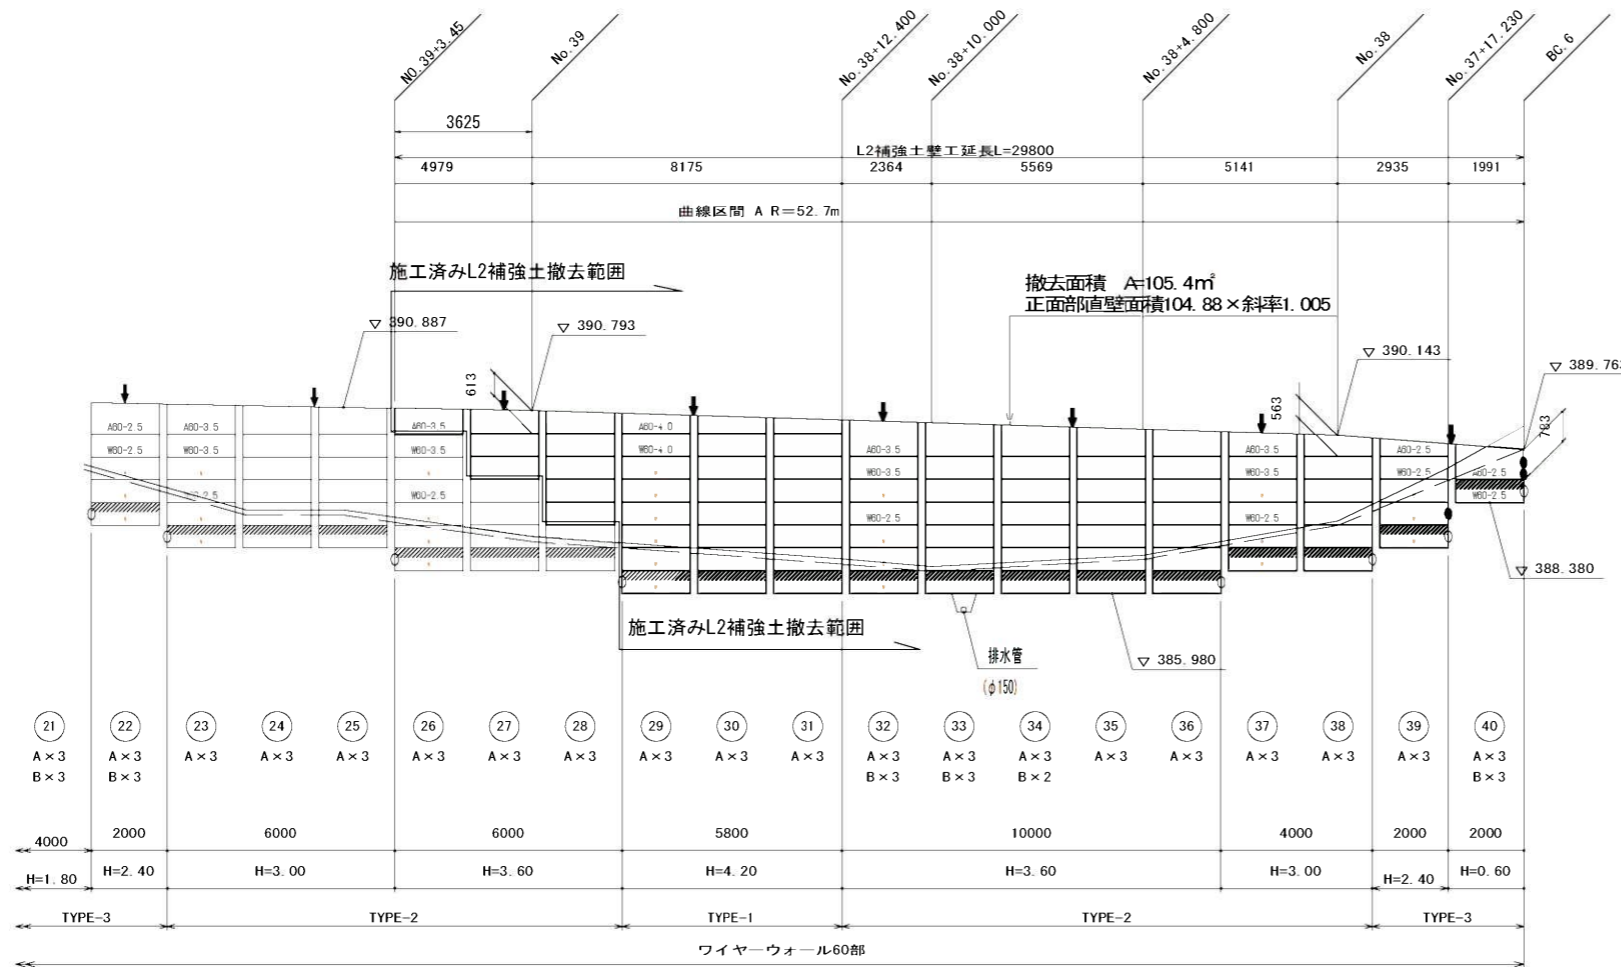 NO.39+3.45
No.39
No.38+12.400
No.38+10.000
No.38+4.800
No.38
No.37+17.230
BC.6
3625
L2補強土壁工延長L=29800
4979 8175 2364 5569 5141 2935 1991
曲線区間 A R=52.7m
施工済みL2補強土撤去範囲
撤去面積 A=105.4㎡
正面部直壁面積104.88×斜率1.005
▽ 390.887
▽ 390.793
▽ 390.143
▽ 389.763
613
563
783
A60-2.5 A60-3.5 A60-3.5 A60-4.0 A60-3.5 A60-3.5 A60-2.5 A60-2.5
W60-2.5 W60-3.5 W60-3.5 W60-4.0 W60-3.5 W60-3.5 W60-2.5 W60-2.5
W60-2.5 W60-2.5 W60-2.5
▽ 388.380
施工済みL2補強土撤去範囲
排水管
(φ150)
▽ 385.980
21 22 23 24 25 26 27 28 29 30 31 32 33 34 35 36 37 38 39 40
A×3 A×3 A×3 A×3 A×3 A×3 A×3 A×3 A×3 A×3 A×3 A×3 A×3 A×3 A×3 A×3 A×3 A×3 A×3 A×3
B×3 B×3 B×3 B×3 B×2 B×3
4000 2000 6000 6000 5800 10000 4000 2000 2000
H=1.80 H=2.40 H=3.00 H=3.60 H=4.20 H=3.60 H=3.00 H=2.40 H=0.60
TYPE-3 TYPE-2 TYPE-1 TYPE-2 TYPE-3
ワイヤーウォール60部